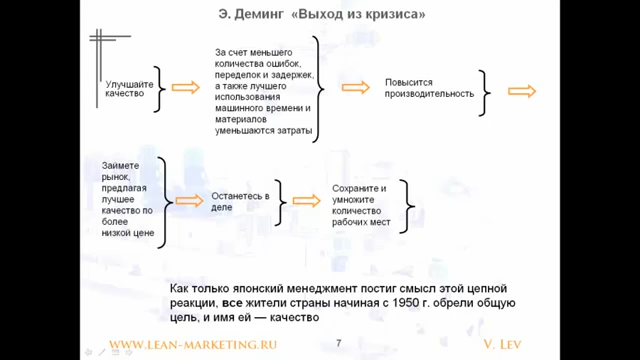 Э. Деминг «Выход из кризиса»
Улучшайте
качество
За счет меньшего
количества ошибок,
переделок и задержек,
а также лучшего
использования
машинного времени и
материалов
уменьшаются затраты
Повысится
производительность
Займете
рынок,
предлагая
лучшее
качество по
более
низкой цене
Останетесь в
деле
Сохраните и
умножите
количество
рабочих мест
Как только японский менеджмент постиг смысл этой цепной
реакции, все жители страны начиная с 1950 г. обрели общую
цель, и имя ей — качество
WWW.LEAN-MARKETING.RU
7
V. Lev